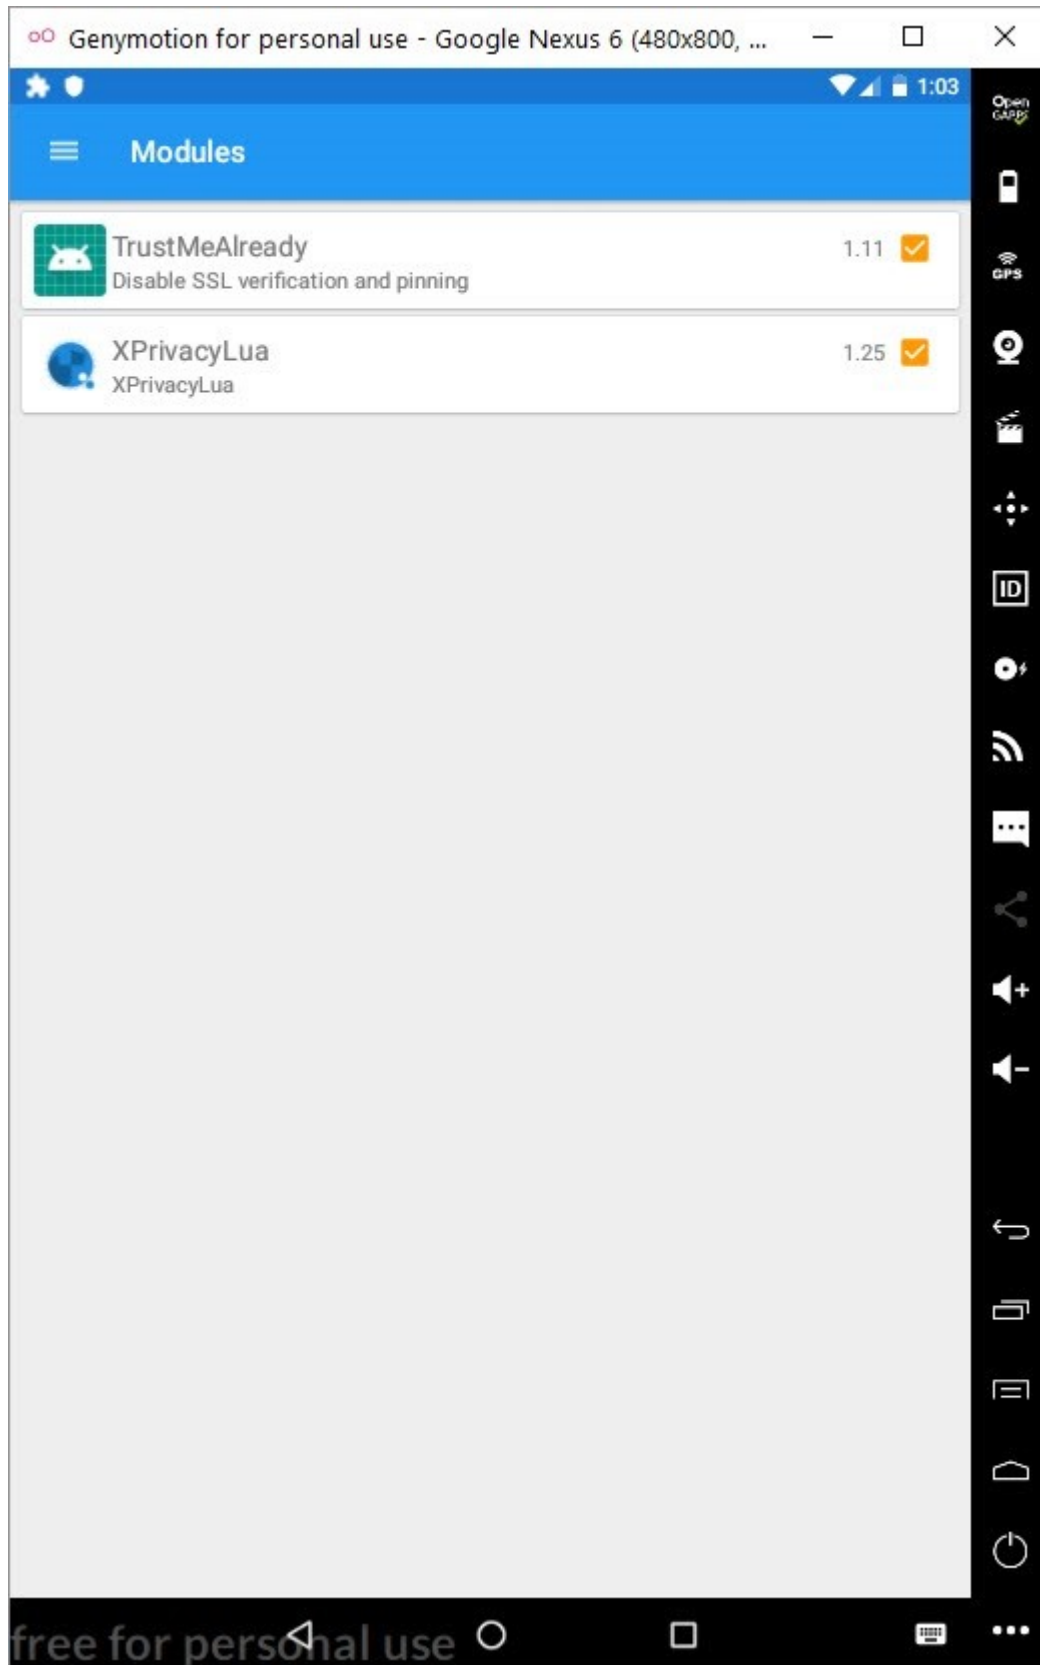 Genymotion for personal use - Google Nexus 6 (480x800, ...
1:03
Open
GAPPS
Modules
TrustMeAlready
1.11
Disable SSL verification and pinning
GPS
XPrivacyLua
1.25
XPrivacyLua
ID
free for personal use